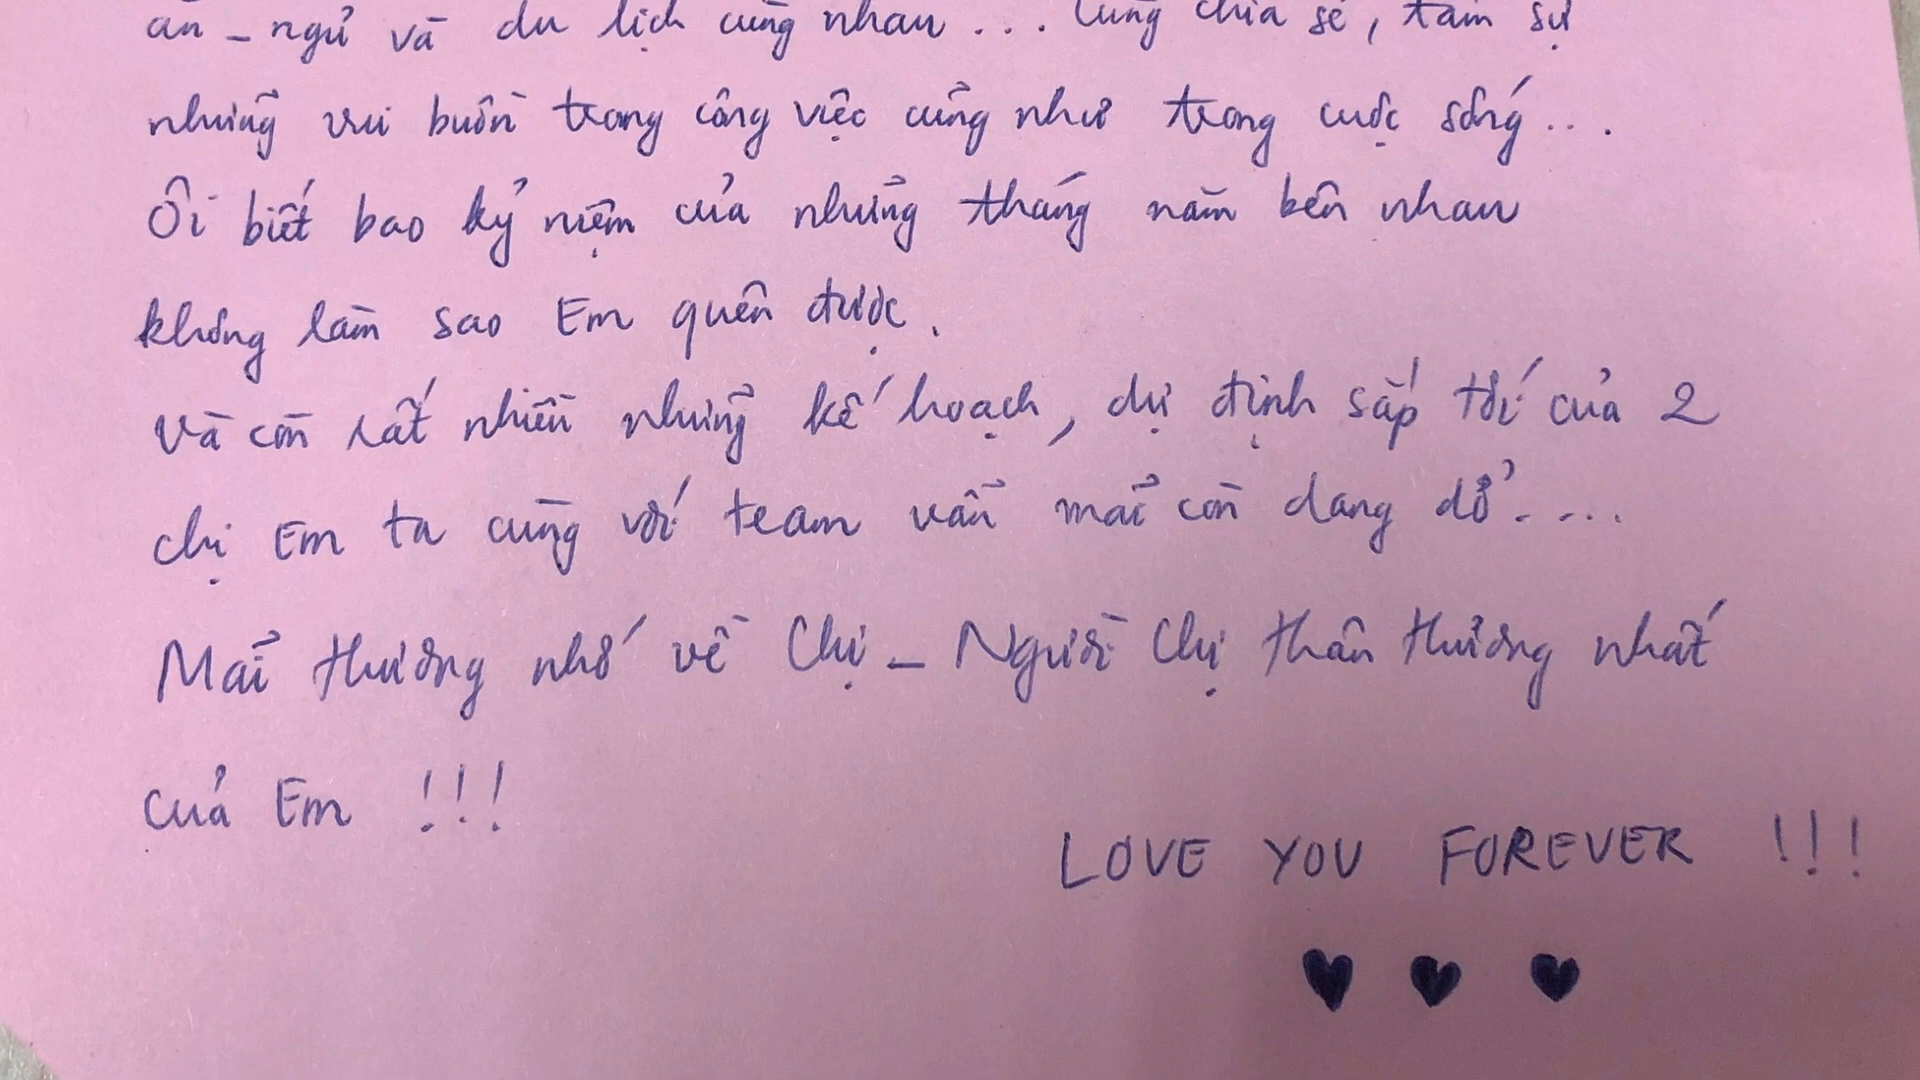 ăn - ngủ và du lịch cùng nhau ... Cùng chia sẻ, tâm sự
những vui buồn trong công việc cũng như trong cuộc sống...
Ôi biết bao kỷ niệm của những tháng năm bên nhau
không làm sao Em quên được.
Và còn rất nhiều những kế hoạch, dự định sắp tới của 2
chị Em ta cùng với team vẫn mãi còn dang dở....
Mãi thương nhớ về Chị - Người Chị thân thương nhất
của Em !!!
LOVE YOU FOREVER !!!
♥ ♥ ♥